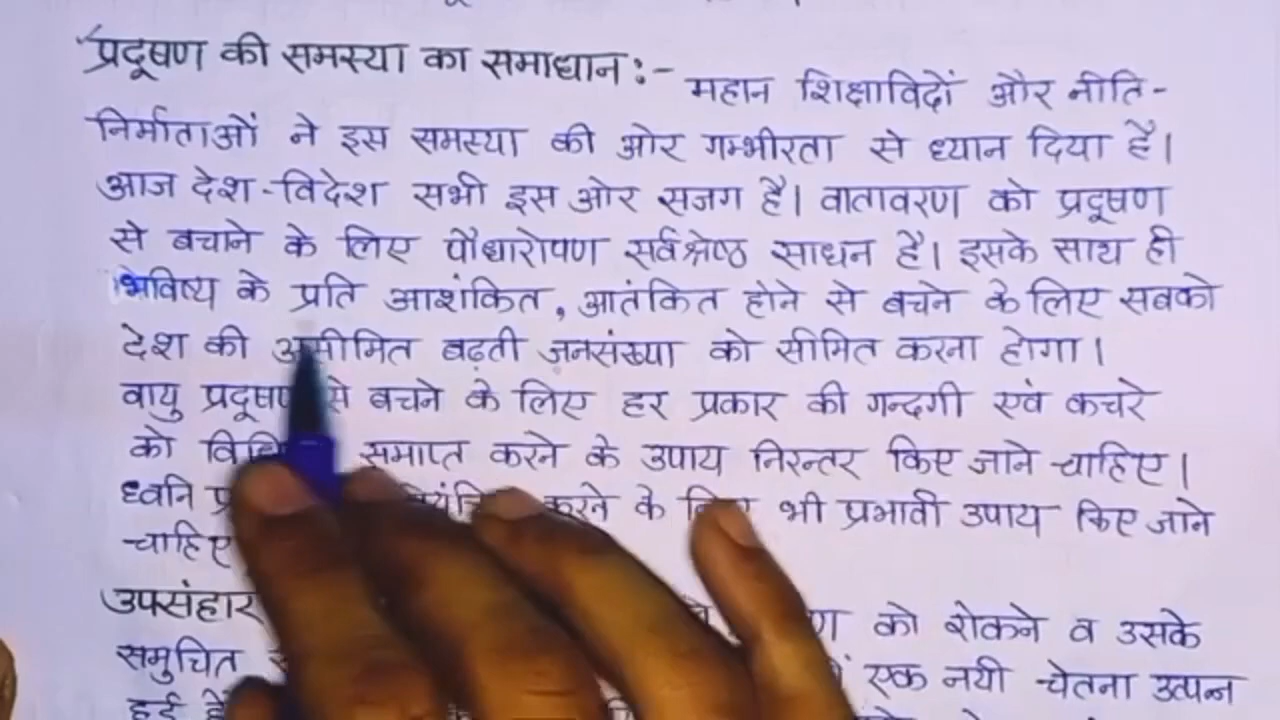 प्रदूषण की समस्या का समाधान :- महान शिक्षाविदों और नीति-
निर्माताओं ने इस समस्या की ओर गम्भीरता से ध्यान दिया है।
आज देश-विदेश सभी इस ओर सजग है। वातावरण को प्रदूषण
से बचाने के लिए पौधारोपण सर्वश्रेष्ठ साधन है। इसके साथ ही
भविष्य के प्रति आशंकित, आतंकित होने से बचने के लिए सबको
देश की असीमित बढ़ती जनसंख्या को सीमित करना होगा।
वायु प्रदूषण से बचने के लिए हर प्रकार की गन्दगी एवं कचरे
को समाप्त करने के उपाय निरन्तर किए जाने चाहिए।
ध्वनि करने के लिए भी प्रभावी उपाय किए जाने
चाहिए
उपसंहार को रोकने व उसके
समुचित एक नयी चेतना उत्पन्न
हुई है